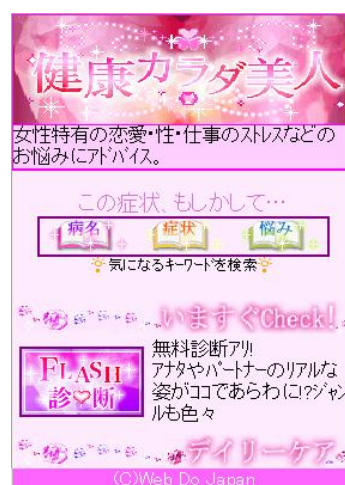 健康カラダ美人
女性特有の恋愛・性・仕事のストレスなどの
お悩みにアドバイス。
この症状、もしかして…
病名 症状 悩み
気になるキーワードを検索
いますぐCheck!
FLASH
診♡断
無料診断アリ!
アナタやパートナーのリアルな
姿がココであらわに!?ジャン
ルも色々
デイリーケア
(C)Web Do Japan